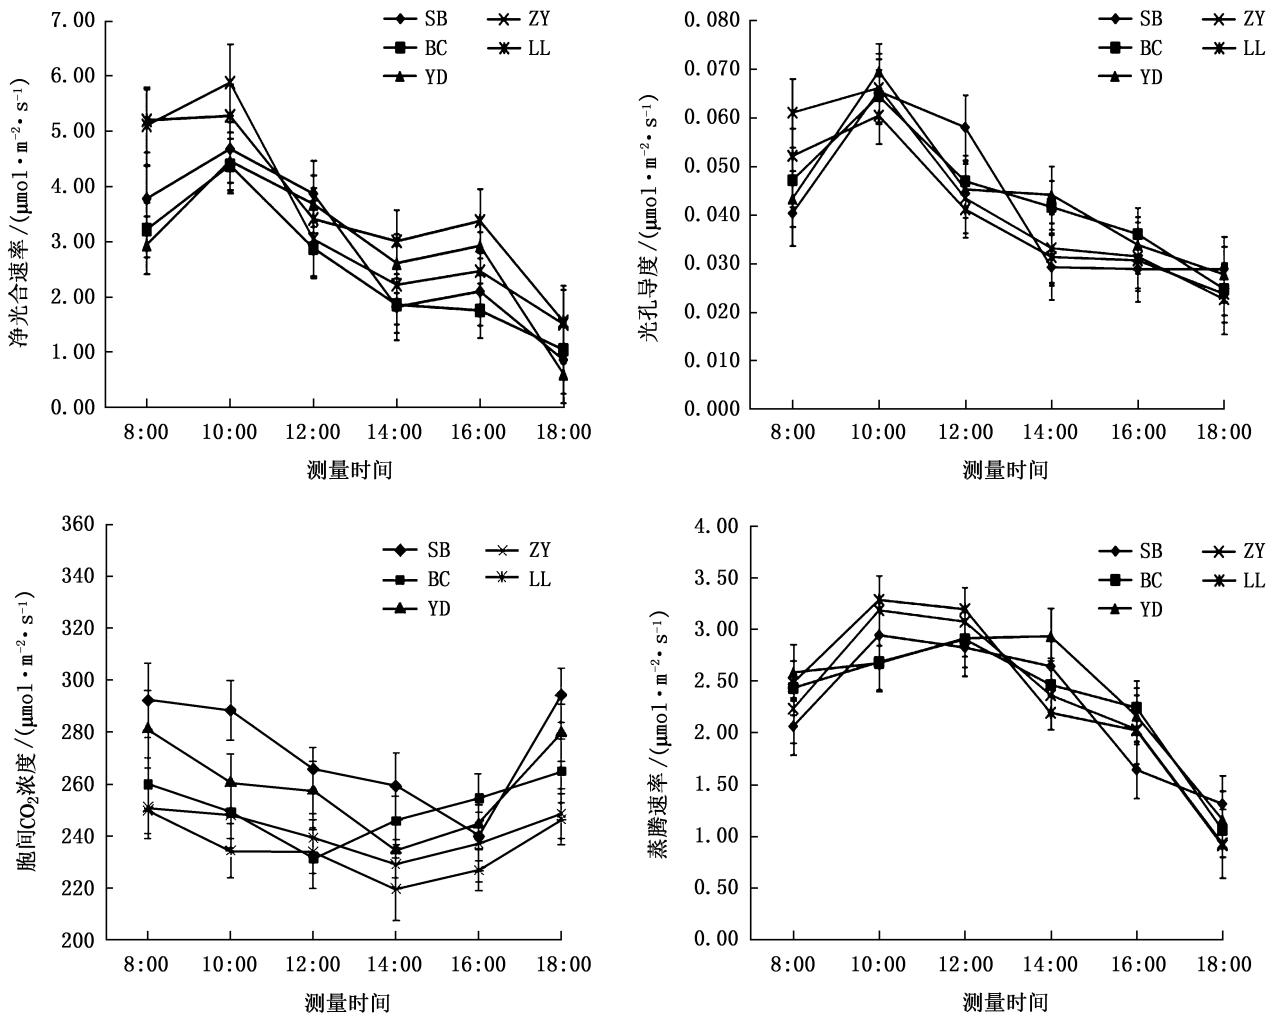 净光合速率/(μmol·m⁻²·s⁻¹)
7.00
6.00
5.00
4.00
3.00
2.00
1.00
0.00
SB
ZY
BC
LL
YD
8:00 10:00 12:00 14:00 16:00 18:00
测量时间
光孔导度/(μmol·m⁻²·s⁻¹)
0.080
0.070
0.060
0.050
0.040
0.030
0.020
0.010
0.000
SB
ZY
BC
LL
YD
8:00 10:00 12:00 14:00 16:00 18:00
测量时间
胞间CO₂浓度/(μmol·m⁻²·s⁻¹)
360
340
320
300
280
260
240
220
200
SB
ZY
BC
LL
YD
8:00 10:00 12:00 14:00 16:00 18:00
测量时间
蒸腾速率/(μmol·m⁻²·s⁻¹)
4.00
3.50
3.00
2.50
2.00
1.50
1.00
0.50
0.00
SB
ZY
BC
LL
YD
8:00 10:00 12:00 14:00 16:00 18:00
测量时间